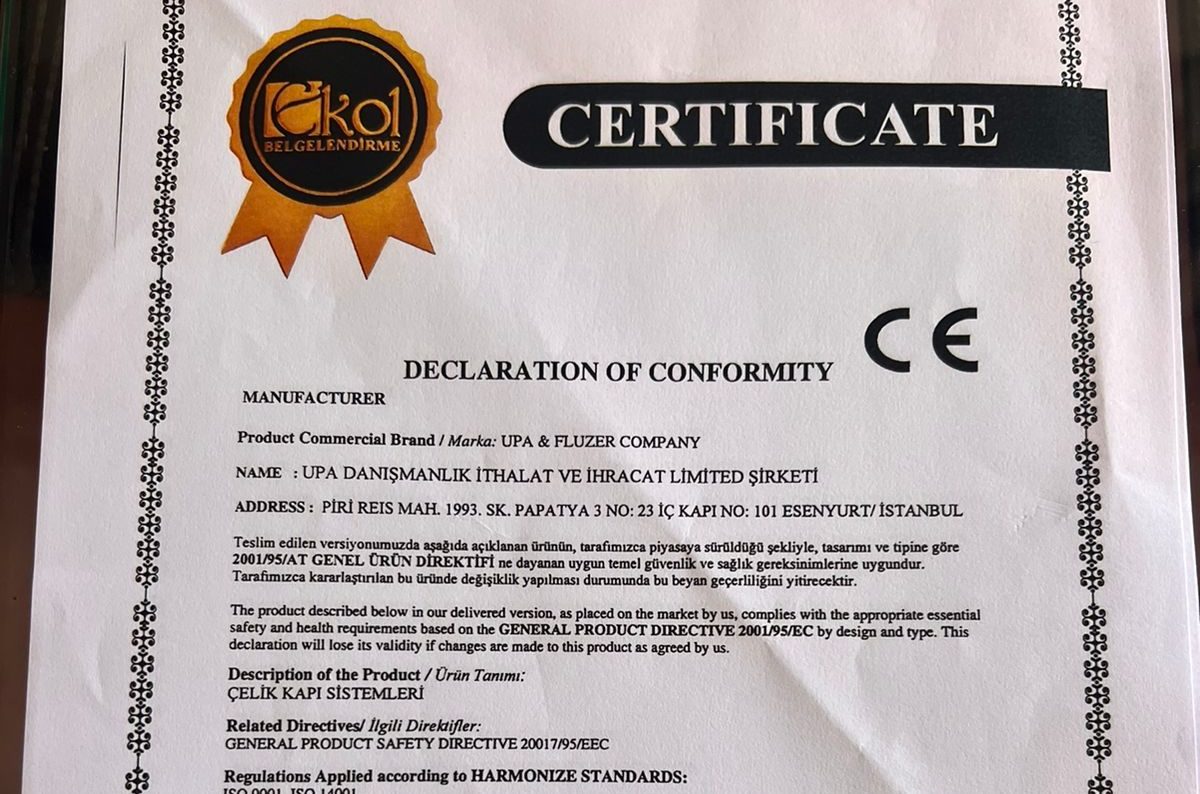 Ekol
BELGELENDİRME
CERTIFICATE
CE
DECLARATION OF CONFORMITY
MANUFACTURER
Product Commercial Brand / Marka: UPA & FLUZER COMPANY
NAME : UPA DANIŞMANLIK İTHALAT VE İHRACAT LIMITED ŞIRKETİ
ADDRESS : PİRİ REIS MAH. 1993. SK. PAPATYA 3 NO: 23 İÇ KAPI NO: 101 ESENYURT/ İSTANBUL
Teslim edilen versiyonumuzda aşağıda açıklanan ürünün, tarafımızca piyasaya sürüldüğü şekliyle, tasarımı ve tipine göre
2001/95/AT GENEL ÜRÜN DIREKTİFİ ne dayanan uygun temel güvenlik ve sağlık gereksinimlerine uygundur.
Tarafımızca kararlaştırılan bu üründe değişiklik yapılması durumunda bu beyan geçerliliğini yitirecektir.
The product described below in our delivered version, as placed on the market by us, complies with the appropriate essential
safety and health requirements based on the GENERAL PRODUCT DIRECTIVE 2001/95/EC by design and type. This
declaration will lose its validity if changes are made to this product as agreed by us.
Description of the Product / Ürün Tanımı:
ÇELİK KAPI SİSTEMLERİ
Related Directives/ İlgili Direktifler:
GENERAL PRODUCT SAFETY DIRECTIVE 20017/95/EEC
Regulations Applied according to HARMONIZE STANDARDS:
ISO 9001, ISO 14001